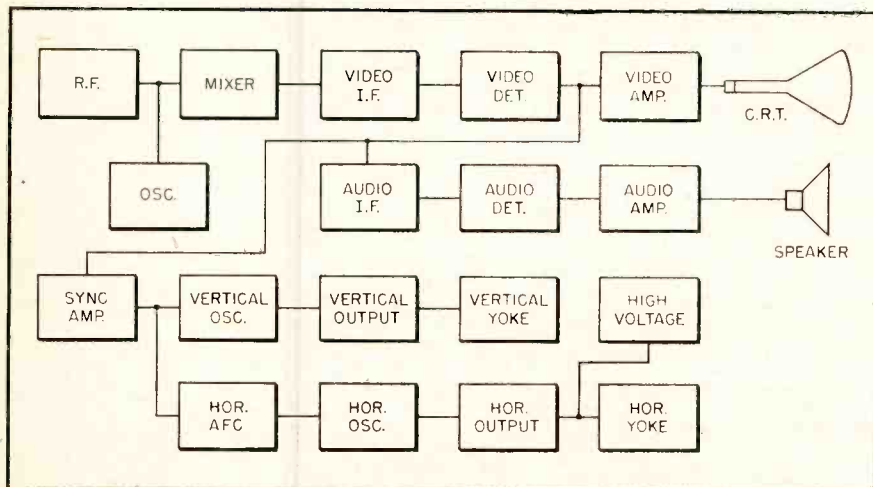 R.F.
MIXER
VIDEO
I.F.
VIDEO
DET.
VIDEO
AMP.
C.R.T.
OSC.
AUDIO
I.F.
AUDIO
DET.
AUDIO
AMP.
SPEAKER
SYNC
AMP.
VERTICAL
OSC.
VERTICAL
OUTPUT
VERTICAL
YOKE
HIGH
VOLTAGE
HOR.
AFC
HOR.
OSC.
HOR.
OUTPUT
HOR.
YOKE